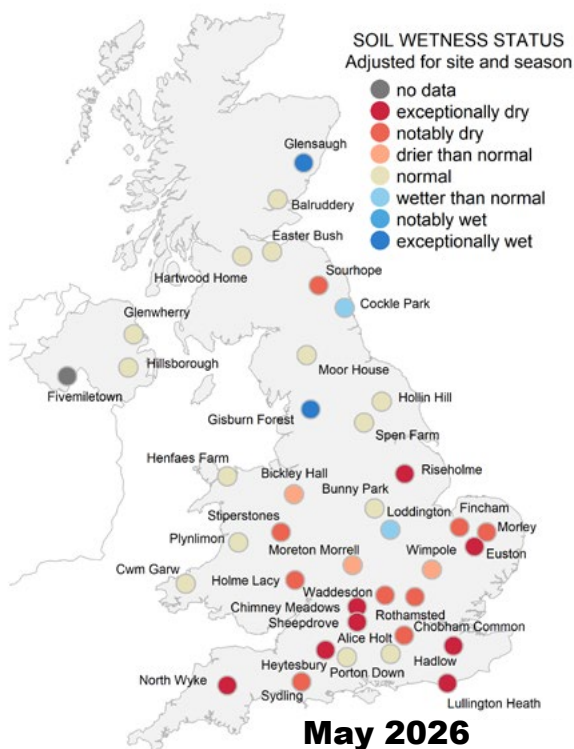 SOIL WETNESS STATUS
Adjusted for site and season
no data
exceptionally dry
notably dry
drier than normal
normal
wetter than normal
notably wet
exceptionally wet
Glensaugh
Balruddery
Easter Bush
Hartwood Home
Sourhope
Cockle Park
Glenwherry
Hillsborough
Fivemiletown
Moor House
Hollin Hill
Gisburn Forest
Spen Farm
Henfaes Farm
Bickley Hall
Riseholme
Bunny Park
Fincham
Loddington
Stiperstones
Morley
Plynlimon
Euston
Moreton Morrell
Wimpole
Cwm Garw
Holme Lacy
Waddesdon
Chimney Meadows
Rothamsted
Sheepdrove
Chobham Common
Alice Holt
Heytesbury
Hadlow
Porton Down
North Wyke
Sydling
Lullington Heath
May 2026